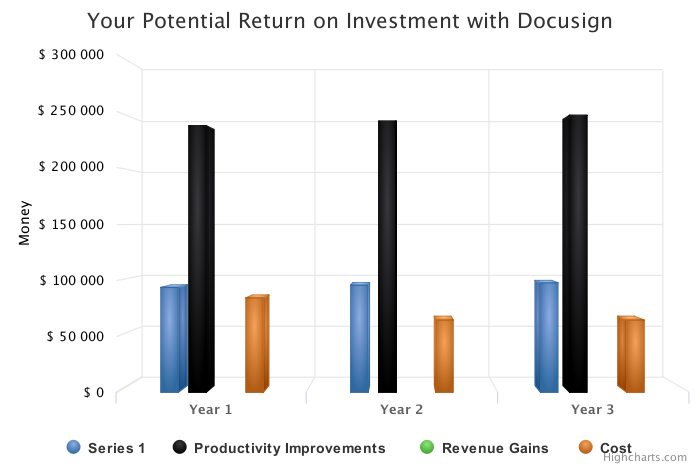 Your Potential Return on Investment with Docusign
$ 300 000
$ 250 000
$ 200 000
$ 150 000
$ 100 000
$ 50 000
$ 0
Money
Year 1 Year 2 Year 3
Series 1 Productivity Improvements Revenue Gains Cost
Highcharts.com